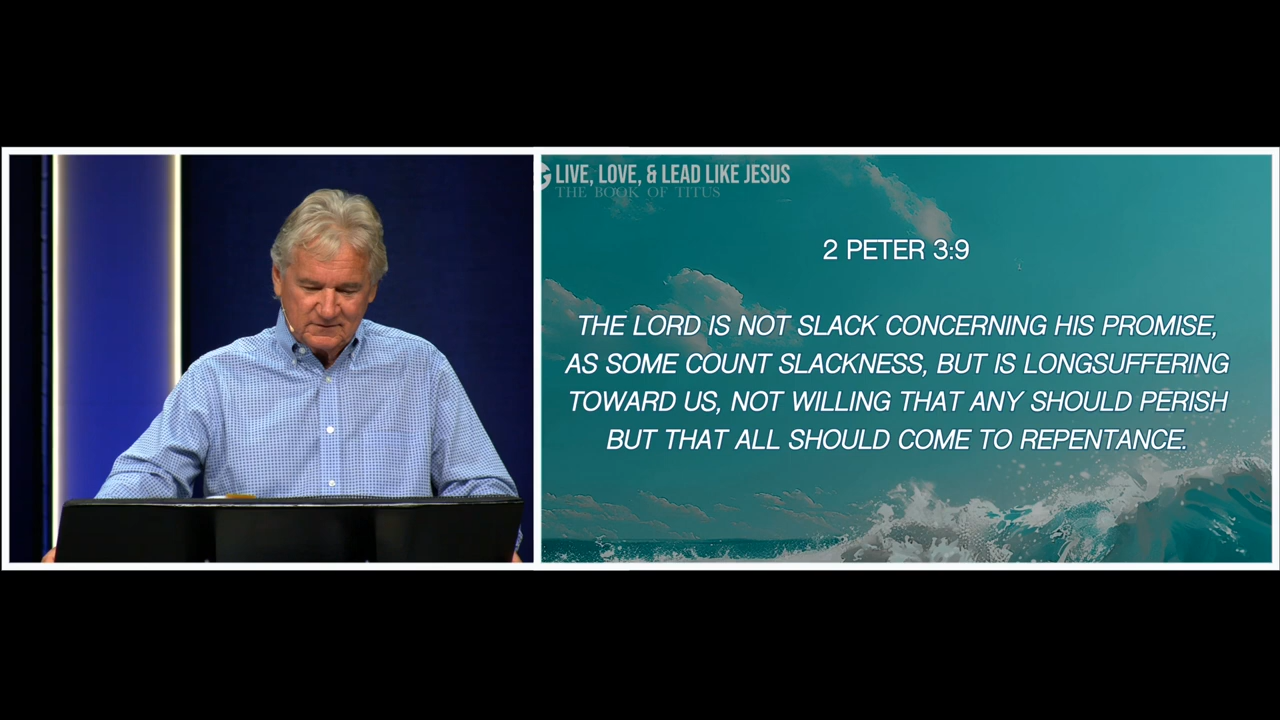 LIVE, LOVE, & LEAD LIKE JESUS
THE BOOK OF TITUS
2 PETER 3:9
THE LORD IS NOT SLACK CONCERNING HIS PROMISE,
AS SOME COUNT SLACKNESS, BUT IS LONGSUFFERING
TOWARD US, NOT WILLING THAT ANY SHOULD PERISH
BUT THAT ALL SHOULD COME TO REPENTANCE.